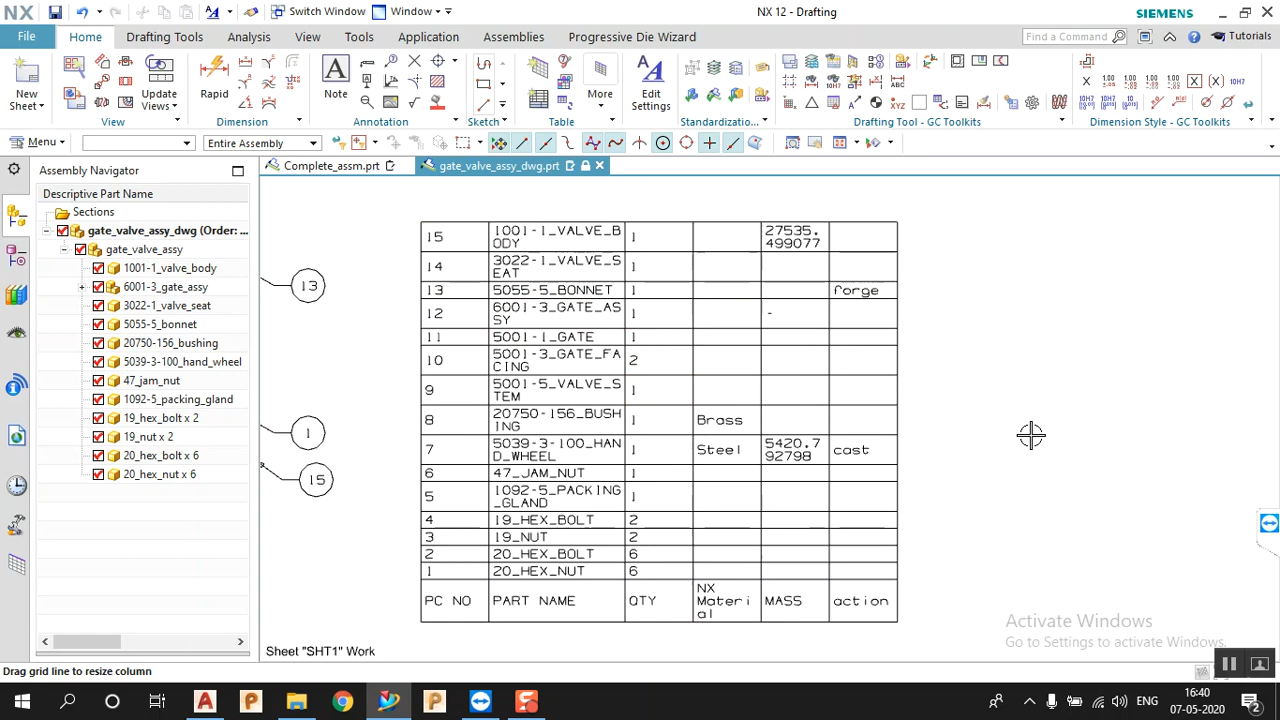 NX
Switch Window
Window
NX 12 - Drafting
SIEMENS
File
Home
Drafting Tools
Analysis
View
Tools
Application
Assemblies
Progressive Die Wizard
Find a Command
Tutorials
New Sheet
Update Views
Rapid
Note
More
Edit Settings
View
Dimension
Annotation
Sketch
Table
Standardizatio...
Drafting Tool - GC Toolkits
Dimension Style - GC Toolkits
Menu
Entire Assembly
Assembly Navigator
Complete_assm.prt
gate_valve_assy_dwg.prt
Descriptive Part Name
Sections
gate_valve_assy_dwg (Order: ...
gate_valve_assy
1001-1_valve_body
6001-3_gate_assy
3022-1_valve_seat
5055-5_bonnet
20750-156_bushing
5039-3-100_hand_wheel
47_jam_nut
1092-5_packing_gland
19_hex_bolt x 2
19_nut x 2
20_hex_bolt x 6
20_hex_nut x 6
13
1
15
15 1001-1_VALVE_B
ODY 1 27535.
499077
14 3022-1_VALVE_S
EAT 1
13 5055-5_BONNET 1 forge
12 6001-3_GATE_AS
SY 1 -
11 5001-1_GATE 1
10 5001-3_GATE_FA
CING 2
9 5001-5_VALVE_S
TEM 1
8 20750-156_BUSH
ING 1 Brass
7 5039-3-100_HAN
D_WHEEL 1 Steel 5420.7
92798 cast
6 47_JAM_NUT 1
5 1092-5_PACKING
_GLAND 1
4 19_HEX_BOLT 2
3 19_NUT 2
2 20_HEX_BOLT 6
1 20_HEX_NUT 6
PC NO PART NAME QTY NX
Materi
al MASS action
Activate Windows
Go to Settings to activate Windows.
Sheet "SHT1" Work
Drag grid line to resize column
ENG
16:40
07-05-2020